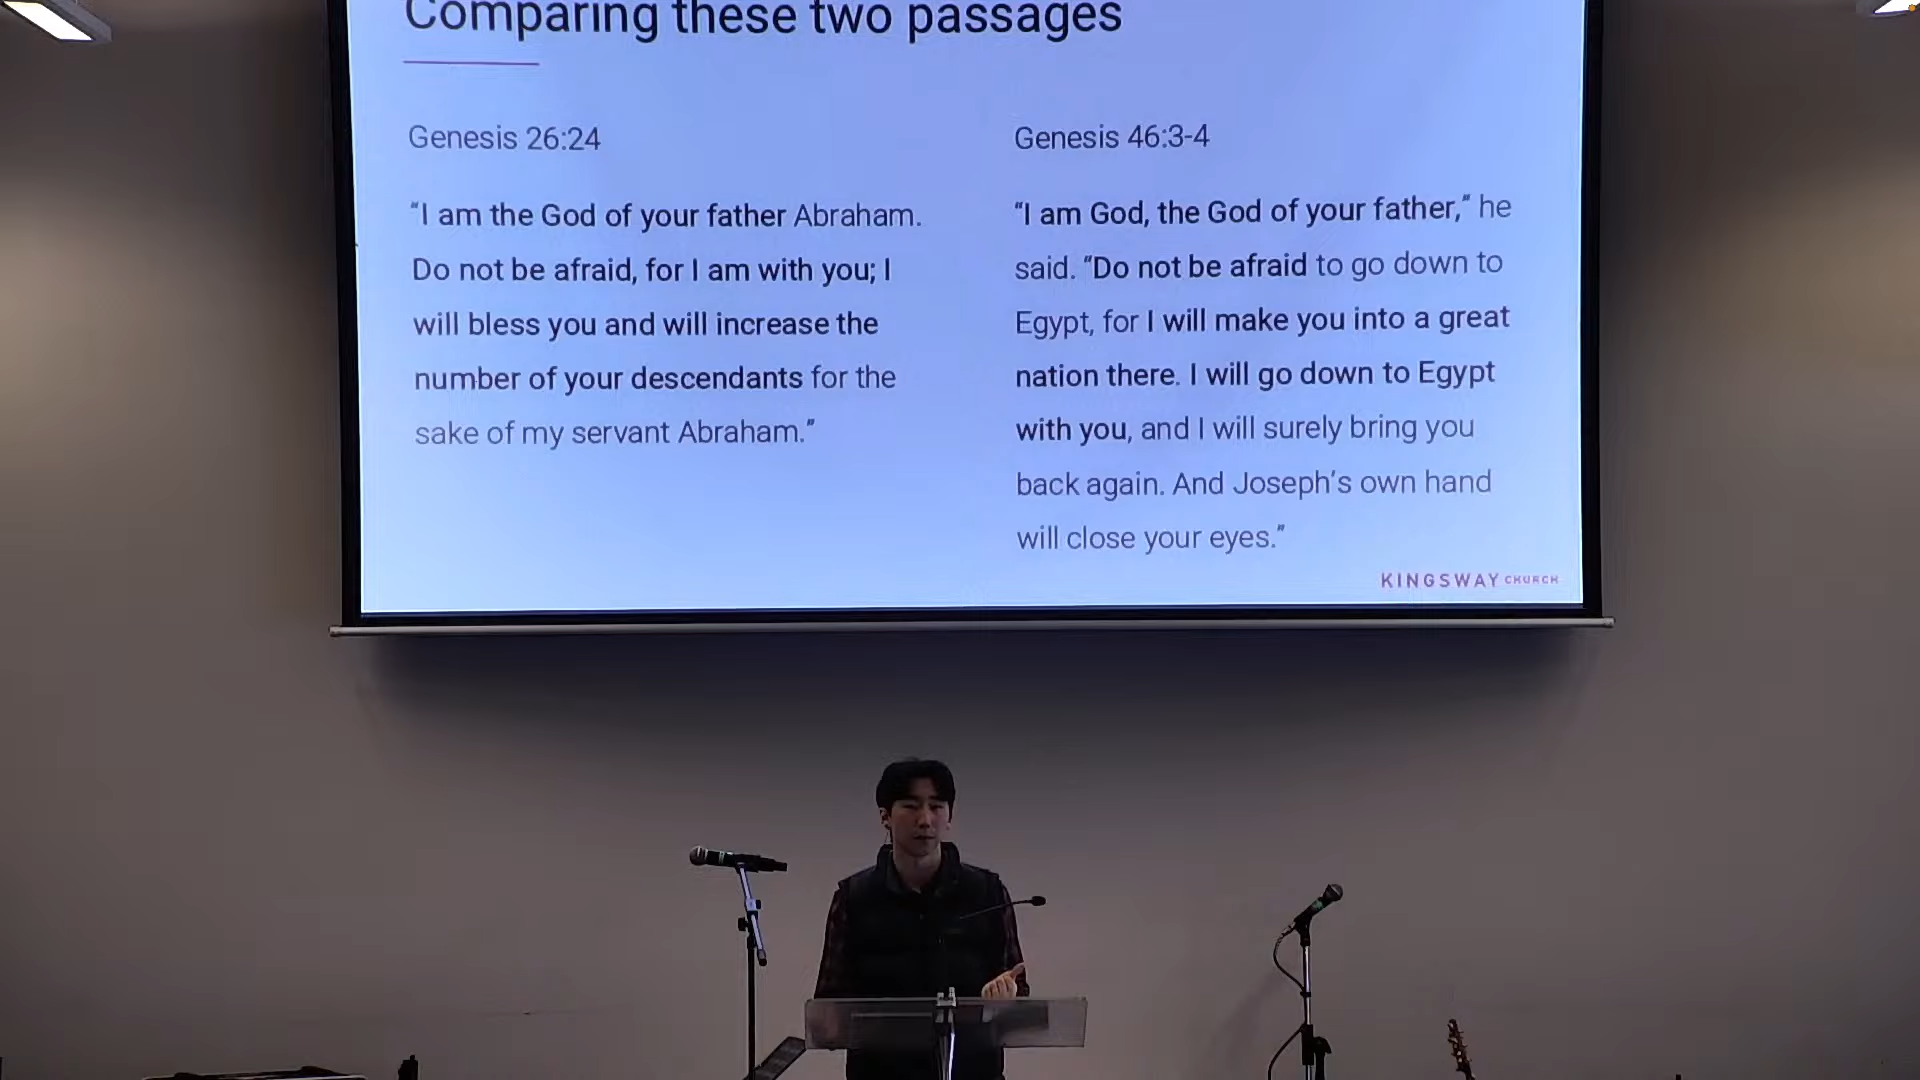 Comparing these two passages
Genesis 26:24
“I am the God of your father Abraham.
Do not be afraid, for I am with you; I
will bless you and will increase the
number of your descendants for the
sake of my servant Abraham.”
Genesis 46:3-4
“I am God, the God of your father,” he
said. “Do not be afraid to go down to
Egypt, for I will make you into a great
nation there. I will go down to Egypt
with you, and I will surely bring you
back again. And Joseph’s own hand
will close your eyes.”
KINGSWAY CHURCH